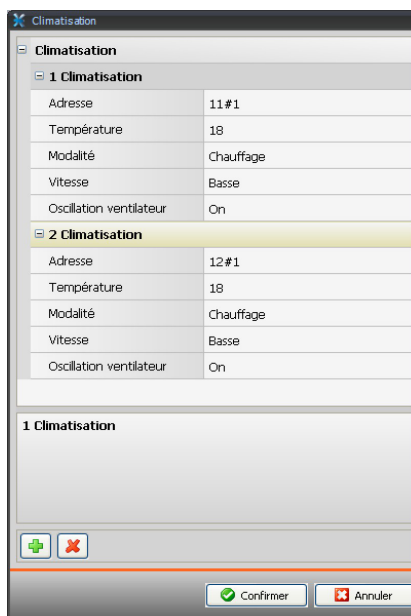 Climatisation
Climatisation
1 Climatisation
Adresse 11#1
Température 18
Modalité Chauffage
Vitesse Basse
Oscillation ventilateur On
2 Climatisation
Adresse 12#1
Température 18
Modalité Chauffage
Vitesse Basse
Oscillation ventilateur On
1 Climatisation
Confirmer Annuler